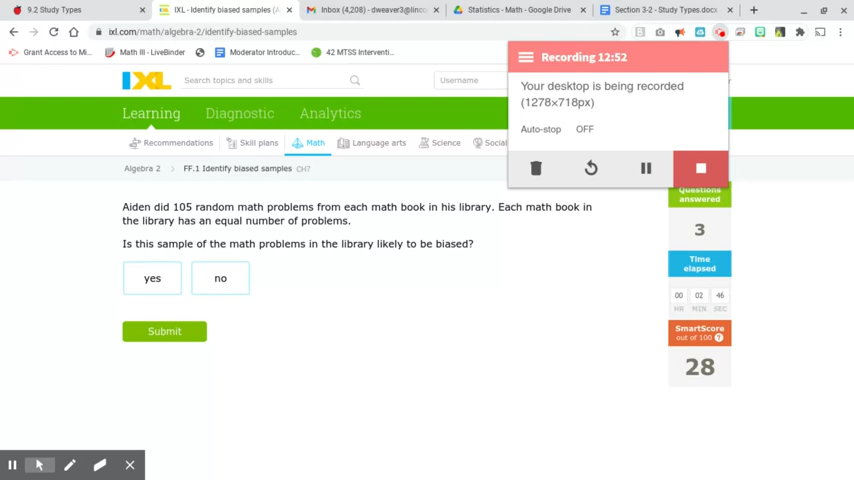 9.2 Study Types
IXL - Identify biased samples (A
Inbox (4,208) - dweaver3@linco
Statistics - Math - Google Drive
Section 3-2 - Study Types.docx
ixl.com/math/algebra-2/identify-biased-samples
Grant Access to Mi...
Math III - LiveBinder
Moderator Introduc...
42 MTSS Interventi...
Recording 12:52
Your desktop is being recorded
(1278×718px)
Auto-stop OFF
IXL
Search topics and skills
Username
Learning
Diagnostic
Analytics
Recommendations
Skill plans
Math
Language arts
Science
Social
Algebra 2
FF.1 Identify biased samples CH7
Aiden did 105 random math problems from each math book in his library. Each math book in
the library has an equal number of problems.
Is this sample of the math problems in the library likely to be biased?
yes
no
Submit
Questions
answered
3
Time
elapsed
00 02 46
HR MIN SEC
SmartScore
out of 100 ?
28